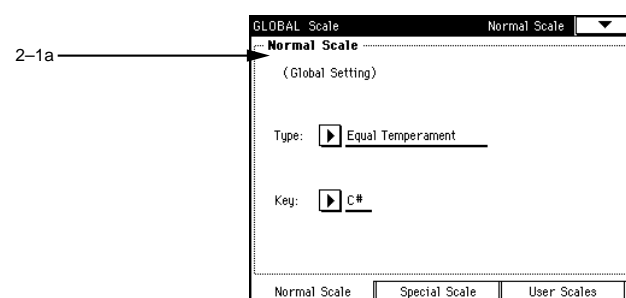 GLOBAL Scale Normal Scale
2–1a
Normal Scale
(Global Setting)
Type: Equal Temperament
Key: C#
Normal Scale Special Scale User Scales